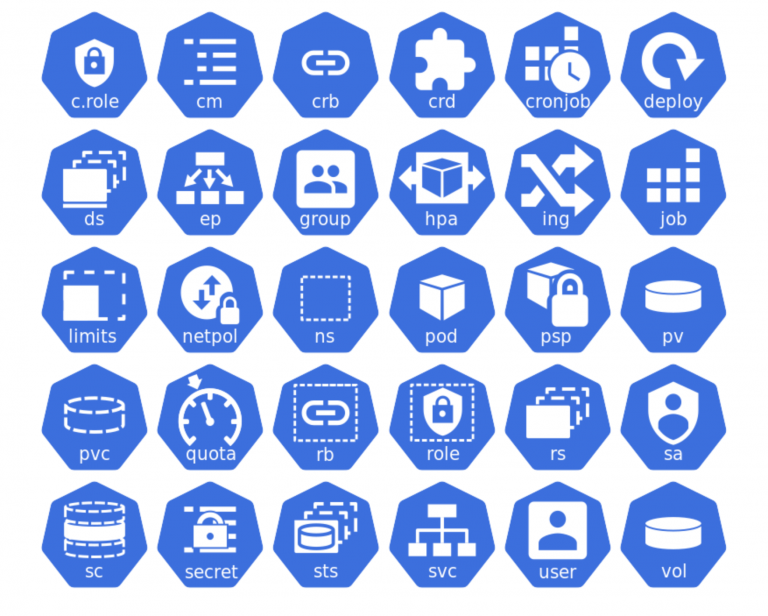 c.role cm crb crd cronjob deploy
ds ep group hpa ing job
limits netpol ns pod psp pv
pvc quota rb role rs sa
sc secret sts svc user vol